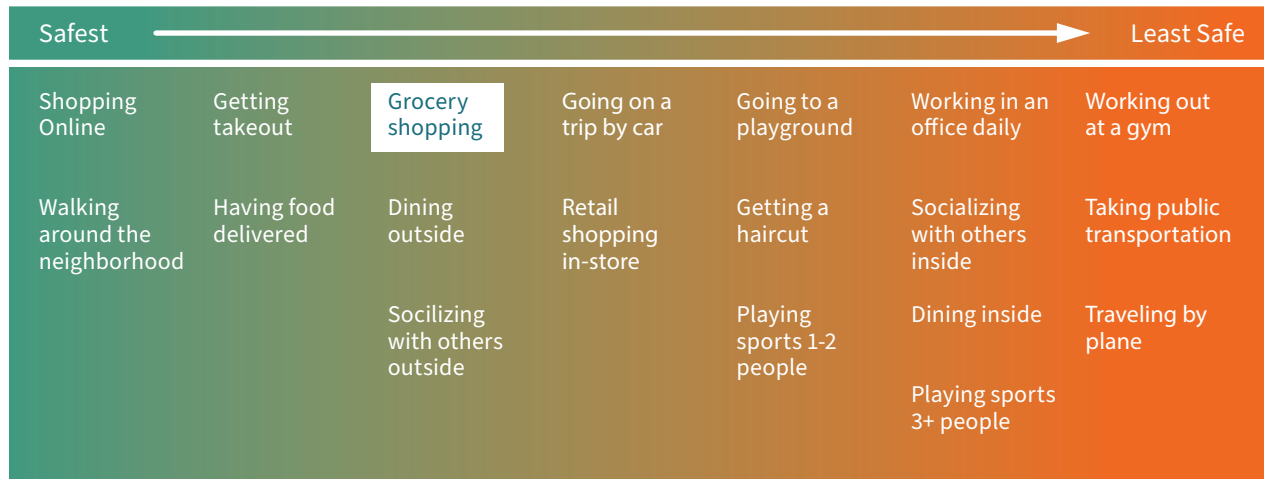 Safest
Least Safe
Shopping
Online
Getting
takeout
Grocery
shopping
Going on a
trip by car
Going to a
playground
Working in an
office daily
Working out
at a gym
Walking
around the
neighborhood
Having food
delivered
Dining
outside
Retail
shopping
in-store
Getting a
haircut
Socializing
with others
inside
Taking public
transportation
Socilizing
with others
outside
Playing
sports 1-2
people
Dining inside
Traveling by
plane
Playing sports
3+ people